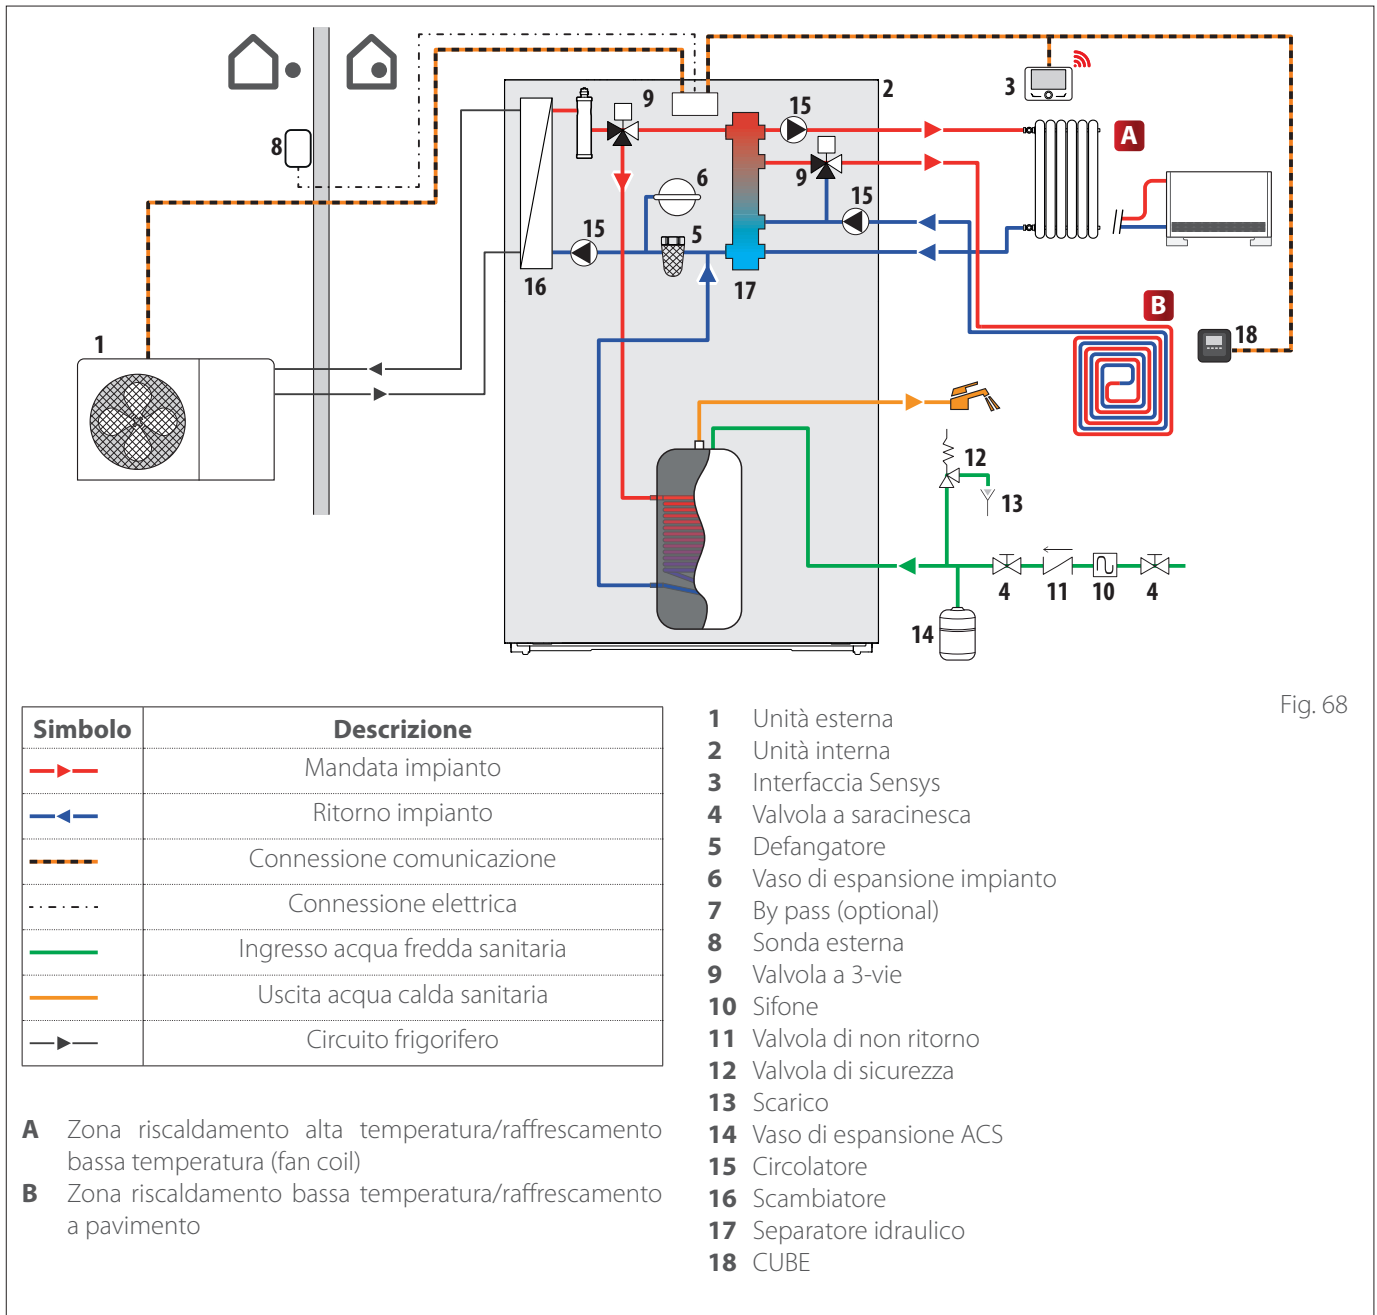 2
9
3
15
A
8
9
6
15
15
5
16
17
B
18
1
12
13
4
11
10
4
14
Fig. 68
Simbolo Descrizione
Mandata impianto
Ritorno impianto
Connessione comunicazione
Connessione elettrica
Ingresso acqua fredda sanitaria
Uscita acqua calda sanitaria
Circuito frigorifero
A Zona riscaldamento alta temperatura/raffrescamento
bassa temperatura (fan coil)
B Zona riscaldamento bassa temperatura/raffrescamento
a pavimento
1 Unità esterna
2 Unità interna
3 Interfaccia Sensys
4 Valvola a saracinesca
5 Defangatore
6 Vaso di espansione impianto
7 By pass (optional)
8 Sonda esterna
9 Valvola a 3-vie
10 Sifone
11 Valvola di non ritorno
12 Valvola di sicurezza
13 Scarico
14 Vaso di espansione ACS
15 Circolatore
16 Scambiatore
17 Separatore idraulico
18 CUBE